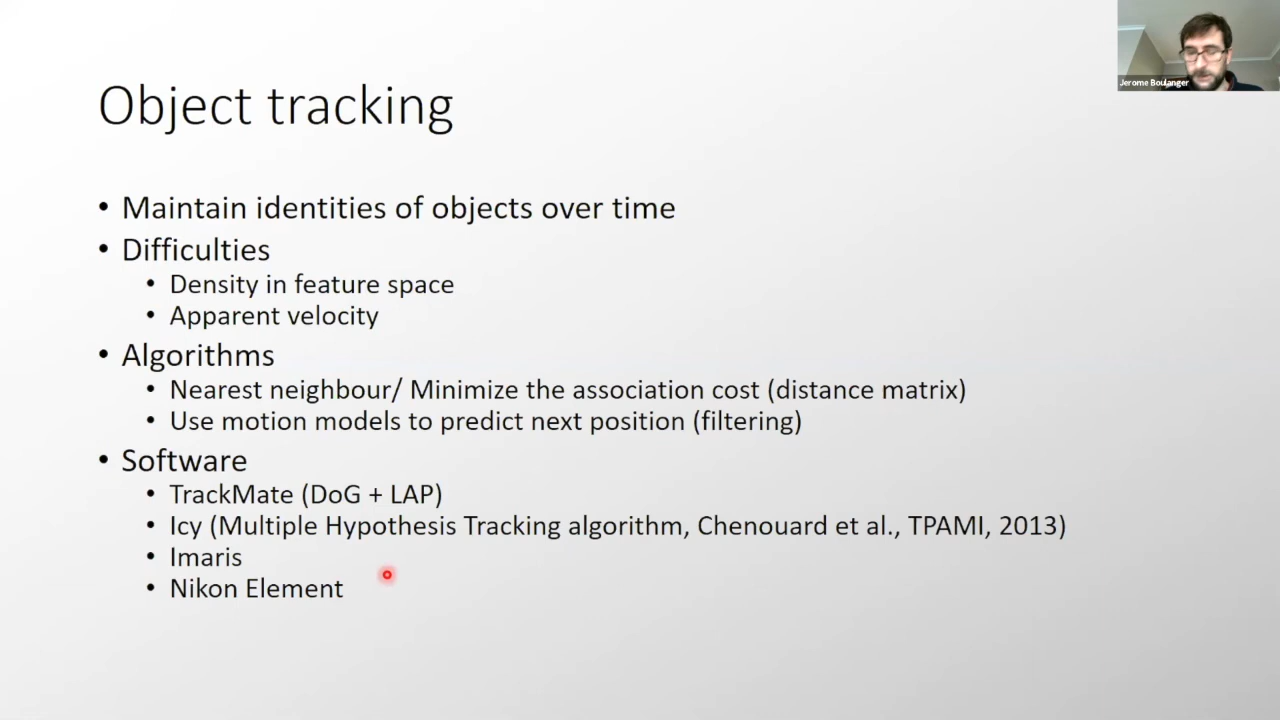 Jerome Boulanger
Object tracking
• Maintain identities of objects over time
• Difficulties
• Density in feature space
• Apparent velocity
• Algorithms
• Nearest neighbour/ Minimize the association cost (distance matrix)
• Use motion models to predict next position (filtering)
• Software
• TrackMate (DoG + LAP)
• Icy (Multiple Hypothesis Tracking algorithm, Chenouard et al., TPAMI, 2013)
• Imaris
• Nikon Element